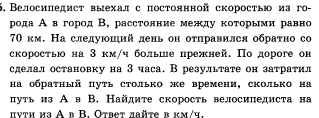 5. Велосипедист выехал с постоянной скоростью из го-
рода А в город В, расстояние между которыми равно
70 км. На следующий день он отправился обратно со
скоростью на 3 км/ч больше прежней. По дороге он
сделал остановку на 3 часа. В результате он затратил
на обратный путь столько же времени, сколько на
путь из А в В. Найдите скорость велосипедиста на
пути из А в В. Ответ дайте в км/ч.